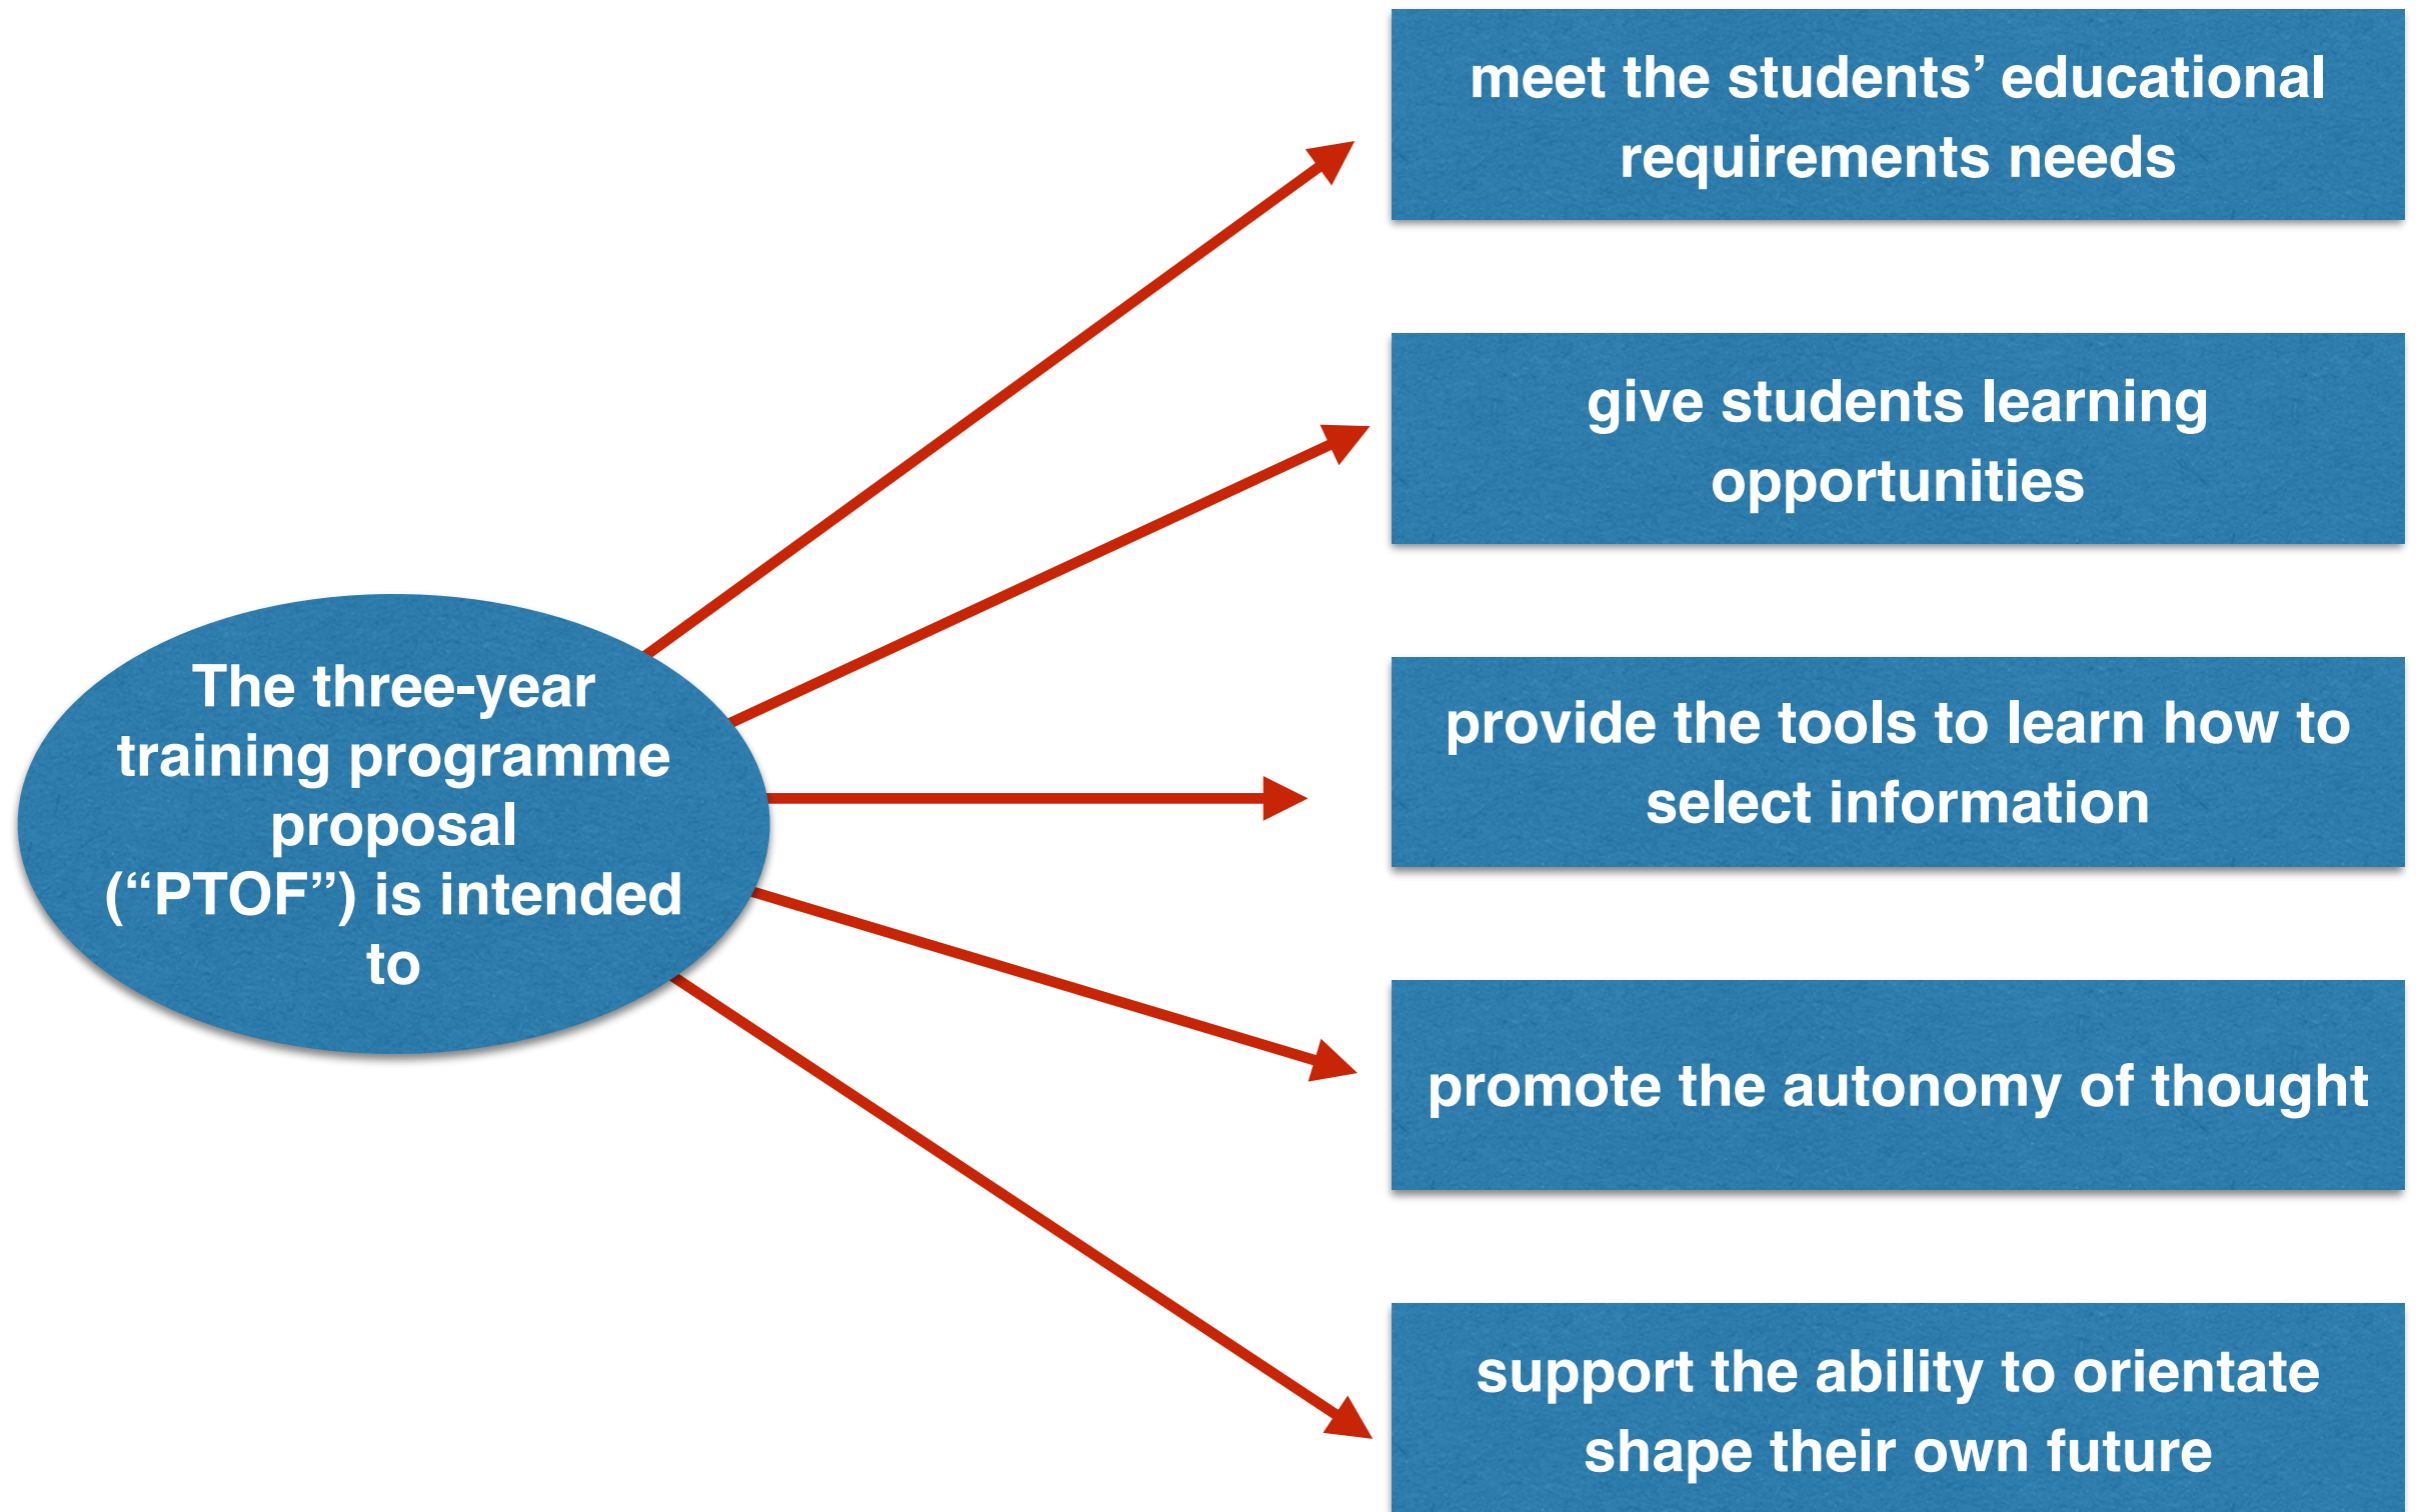 The three-year
training programme
proposal
(“PTOF”) is intended
to
meet the students’ educational
requirements needs
give students learning
opportunities
provide the tools to learn how to
select information
promote the autonomy of thought
support the ability to orientate
shape their own future